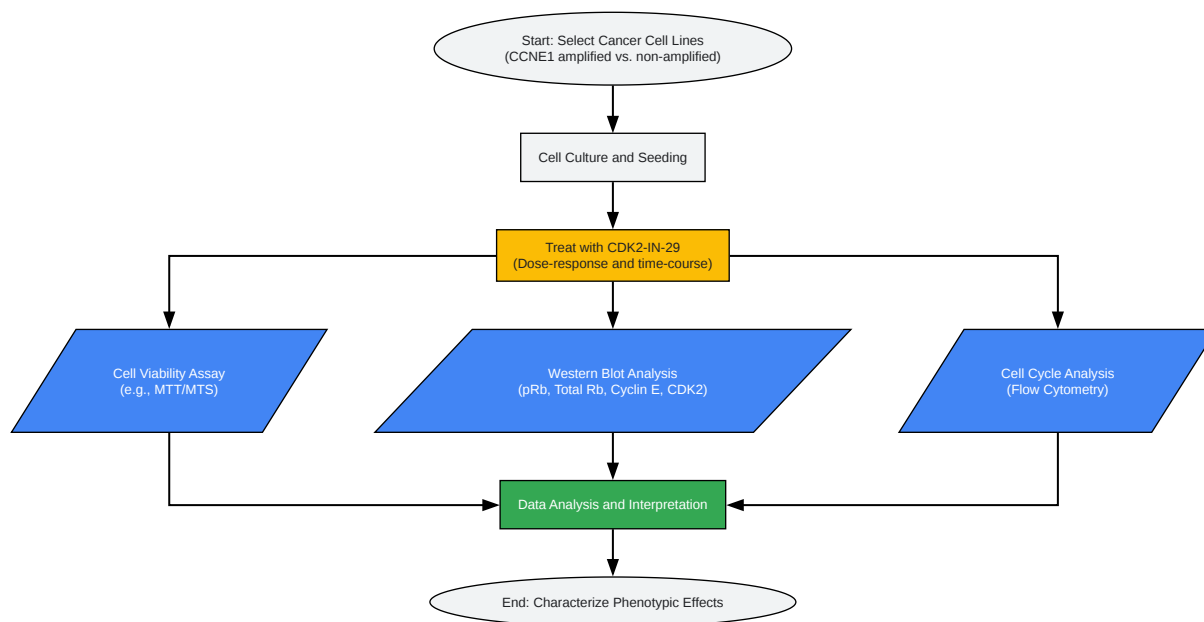 Start: Select Cancer Cell Lines
(CCNE1 amplified vs. non-amplified)
Cell Culture and Seeding
Treat with CDK2-IN-29
(Dose-response and time-course)
Cell Viability Assay
(e.g., MTT/MTS)
Western Blot Analysis
(pRb, Total Rb, Cyclin E, CDK2)
Cell Cycle Analysis
(Flow Cytometry)
Data Analysis and Interpretation
End: Characterize Phenotypic Effects